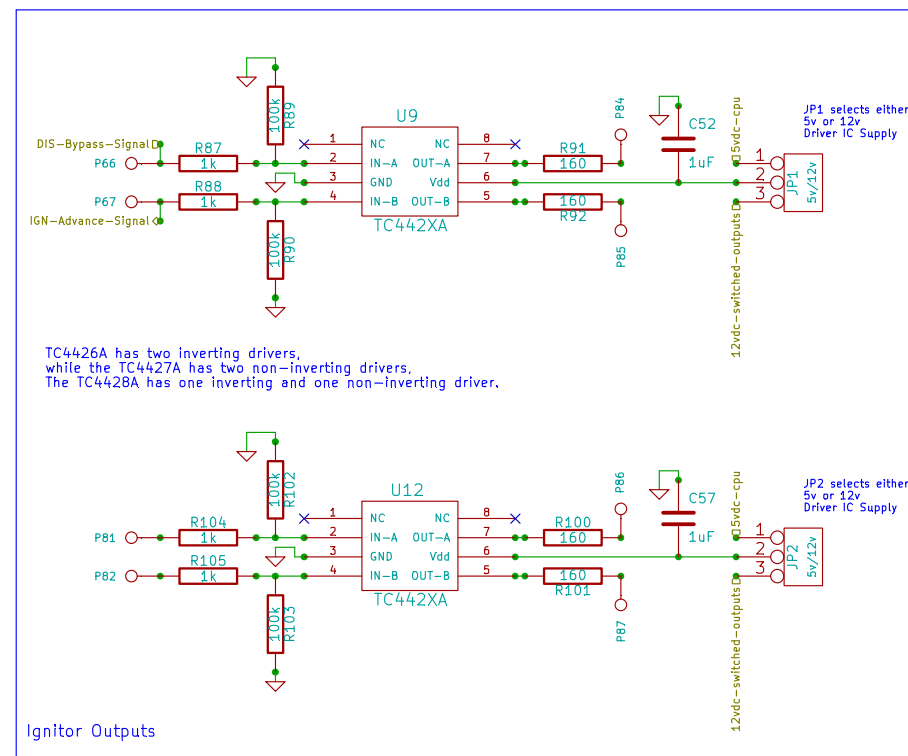 U9
TC442XA
1 NC
2 IN-A
3 GND
4 IN-B
NC 8
OUT-A 7
Vdd 6
OUT-B 5
DIS-Bypass-Signal
P66
R87
1k
P67
R88
1k
IGN-Advance-Signal
100k
R89
100k
R90
R91
160
160
R92
P84
P85
C52
1uF
5vdc-cpu
12vdc-switched-outputs
1
2
3
JP1
5v/12v
JP1 selects either
5v or 12v
Driver IC Supply
TC4426A has two inverting drivers,
while the TC4427A has two non-inverting drivers,
The TC4428A has one inverting and one non-inverting driver.
U12
TC442XA
1 NC
2 IN-A
3 GND
4 IN-B
NC 8
OUT-A 7
Vdd 6
OUT-B 5
P81
R104
1k
P82
R105
1k
100k
R102
100k
R103
R100
160
160
R101
P86
P87
C57
1uF
5vdc-cpu
12vdc-switched-outputs
1
2
3
JP2
5v/12v
JP2 selects either
5v or 12v
Driver IC Supply
Ignitor Outputs